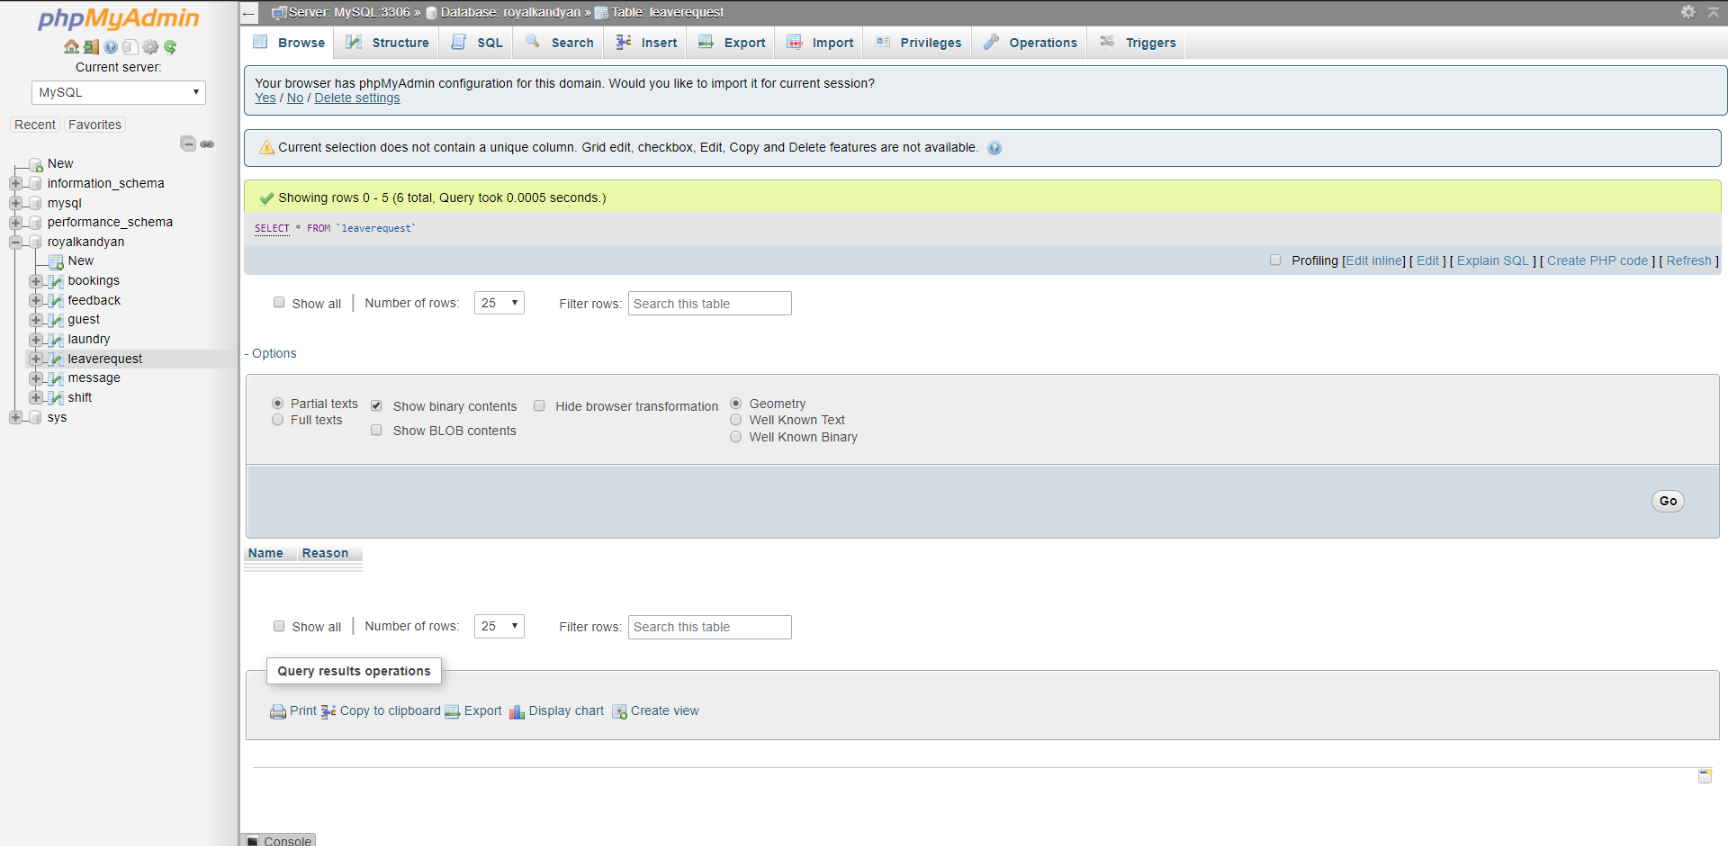 phpMyAdmin
Current server:
MySQL
Recent Favorites
New
information_schema
mysql
performance_schema
royalkandyan
New
bookings
feedback
guest
laundry
leaverequest
message
shift
sys
Server: MySQL:3306 » Database: royalkandyan » Table: leaverequest
Browse Structure SQL Search Insert Export Import Privileges Operations Triggers
Your browser has phpMyAdmin configuration for this domain. Would you like to import it for current session?
Yes / No / Delete settings
Current selection does not contain a unique column. Grid edit, checkbox, Edit, Copy and Delete features are not available.
Showing rows 0 - 5 (6 total, Query took 0.0005 seconds.)
SELECT * FROM `leaverequest`
Profiling [Edit inline] [ Edit ] [ Explain SQL ] [ Create PHP code ] [ Refresh ]
Show all | Number of rows: 25 Filter rows: Search this table
- Options
Partial texts Show binary contents Hide browser transformation Geometry
Full texts Well Known Text
Show BLOB contents Well Known Binary
Go
Name Reason
Show all | Number of rows: 25 Filter rows: Search this table
Query results operations
Print Copy to clipboard Export Display chart Create view
Console